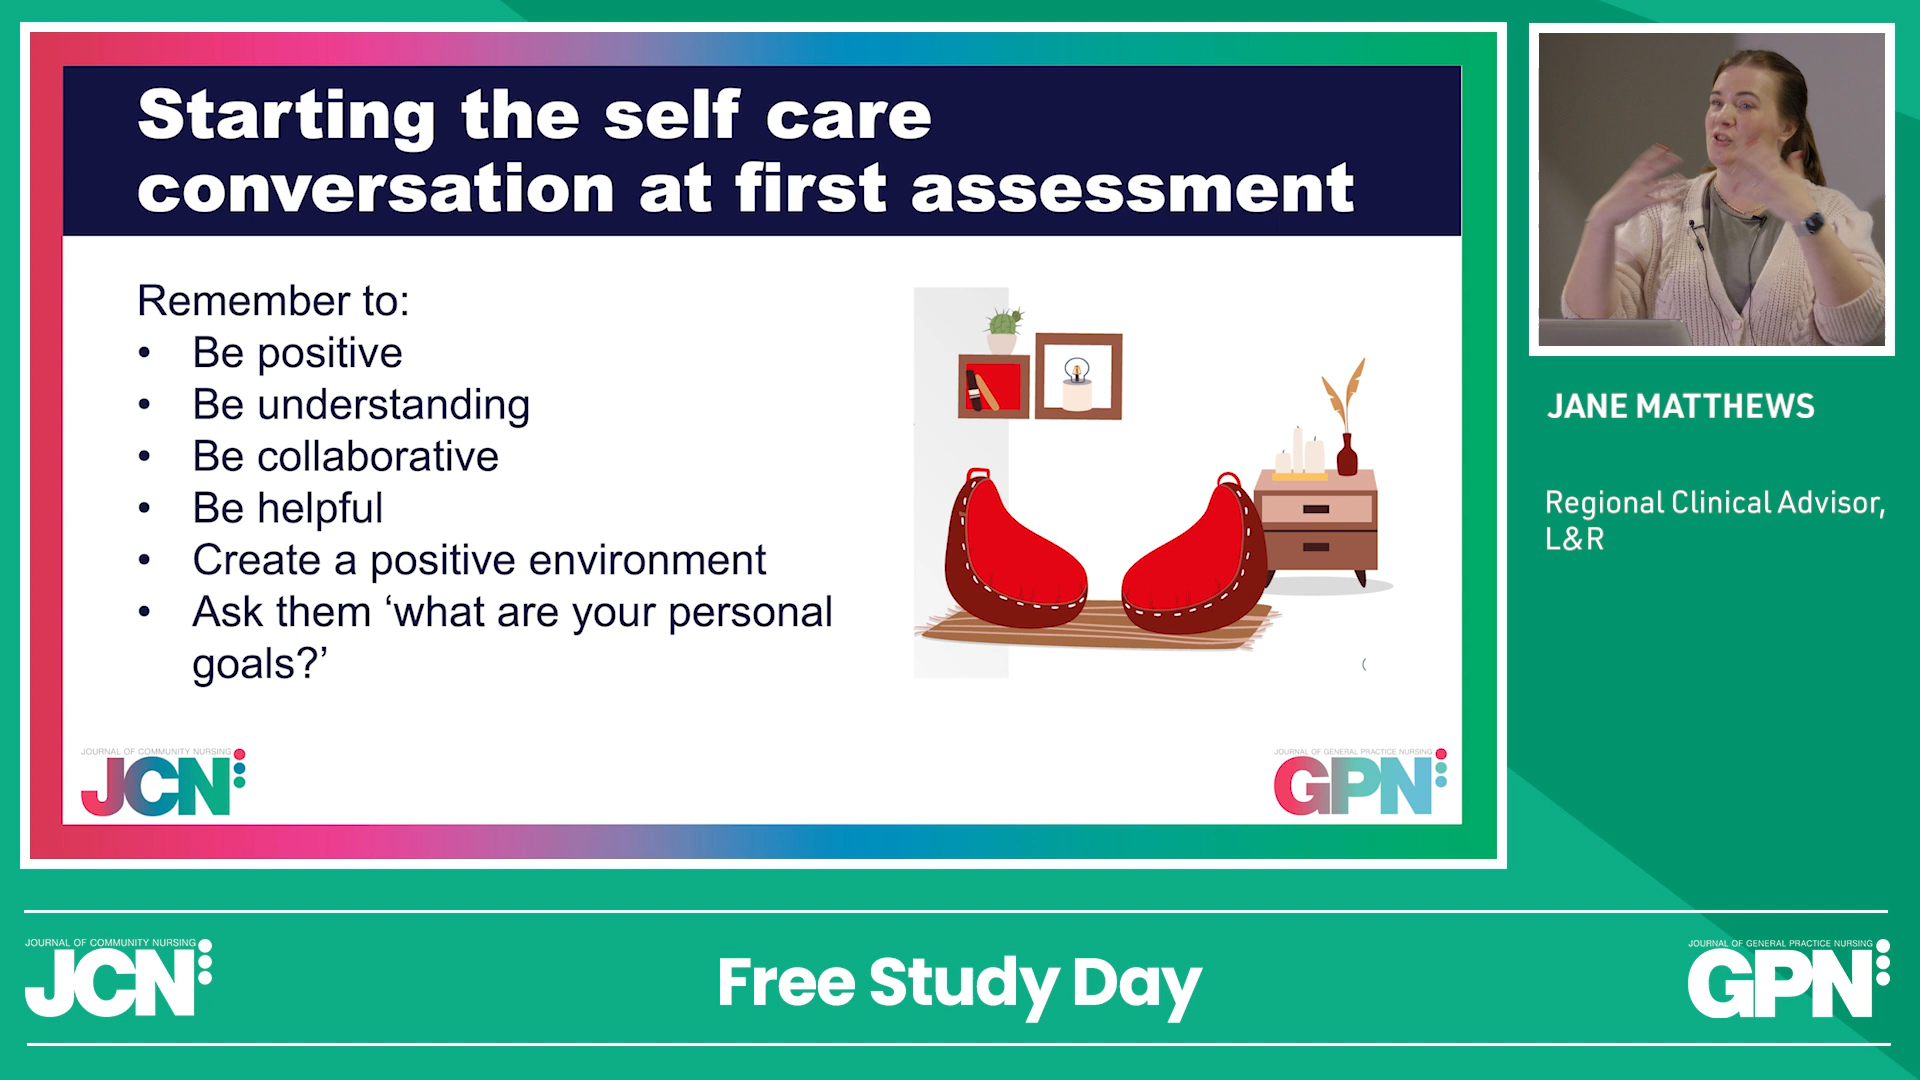 Starting the self care
conversation at first assessment
Remember to:
• Be positive
• Be understanding
• Be collaborative
• Be helpful
• Create a positive environment
• Ask them ‘what are your personal
goals?’
(
JOURNAL OF COMMUNITY NURSING
JCN
JOURNAL OF GENERAL PRACTICE NURSING
GPN
JANE MATTHEWS
Regional Clinical Advisor,
L&R
JOURNAL OF COMMUNITY NURSING
JCN
Free Study Day
JOURNAL OF GENERAL PRACTICE NURSING
GPN